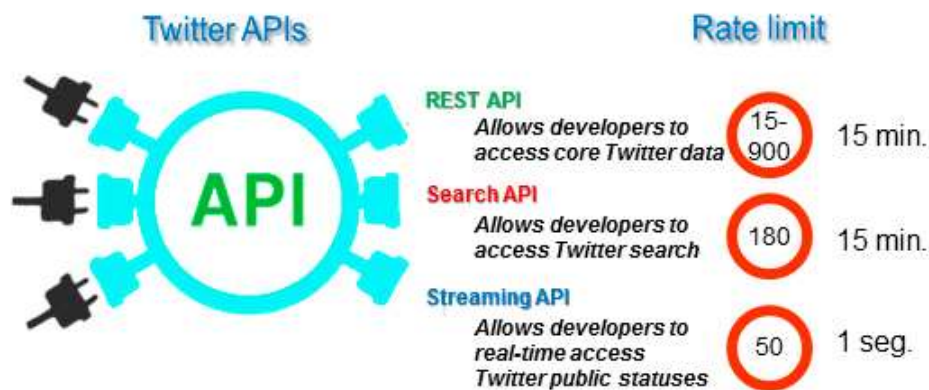 Twitter APIs
Rate limit
API
REST API
Allows developers to
access core Twitter data
15-
900
15 min.
Search API
Allows developers to
access Twitter search
180
15 min.
Streaming API
Allows developers to
real-time access
Twitter public statuses
50
1 seg.